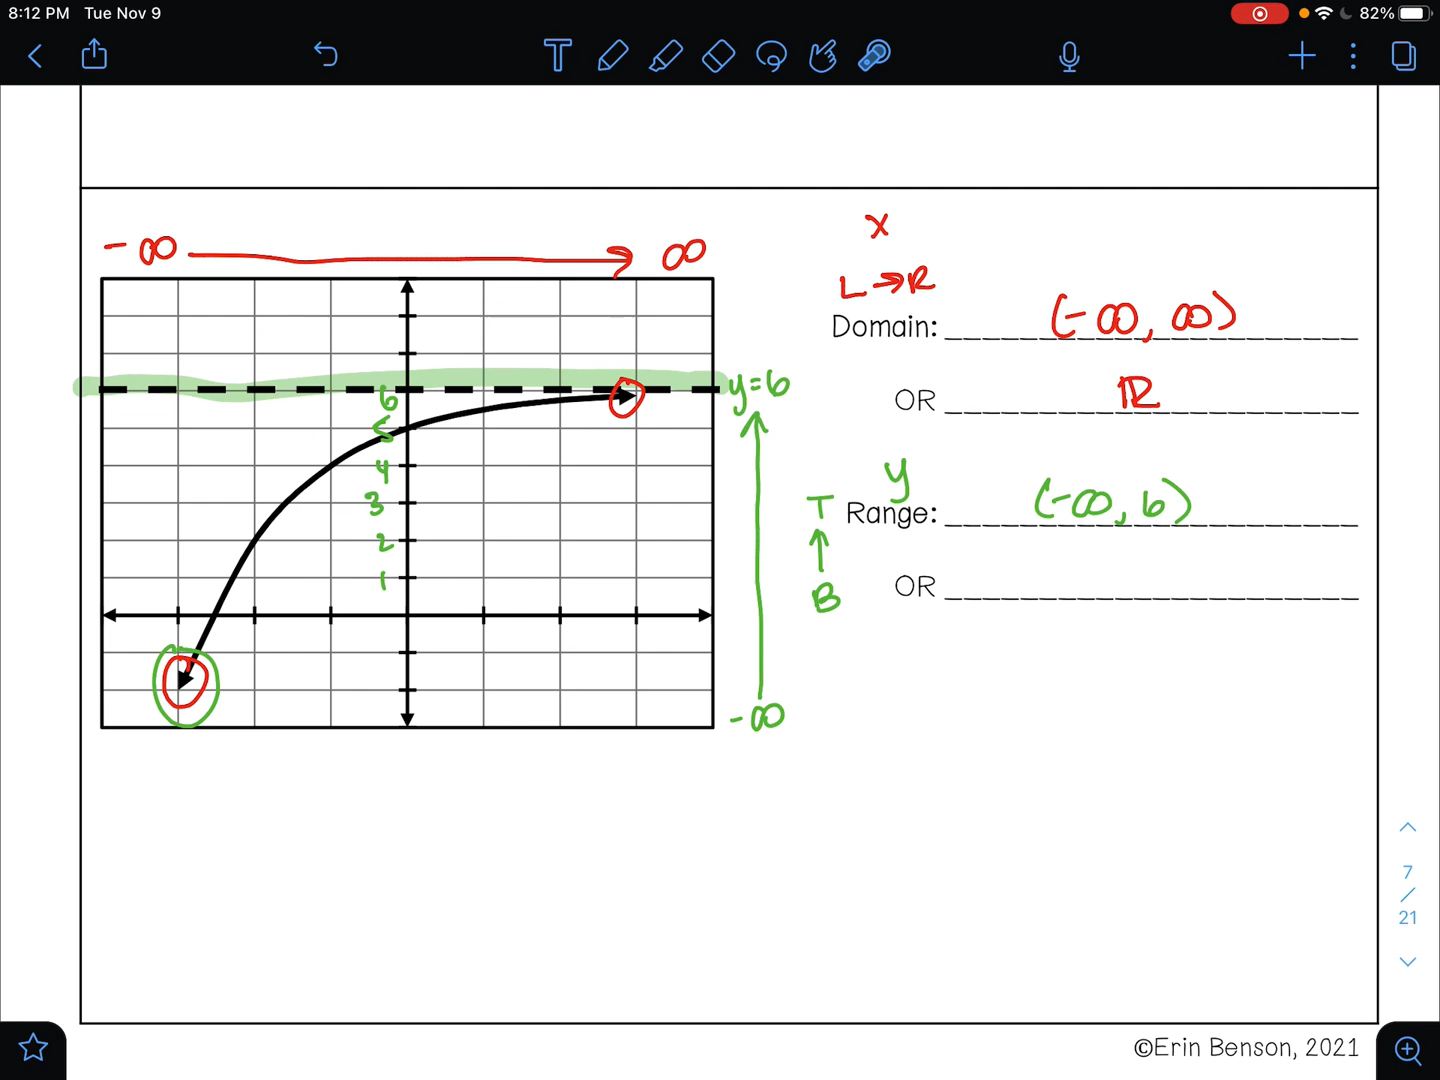 8:12 PM Tue Nov 9
82%
x
- ∞ ∞
L → R
Domain: (-∞, ∞)
y=6
OR ℝ
6
5
4
3
2
1
y
T
Range: (-∞, 6)
B
OR
-∞
7
/
21
©Erin Benson, 2021